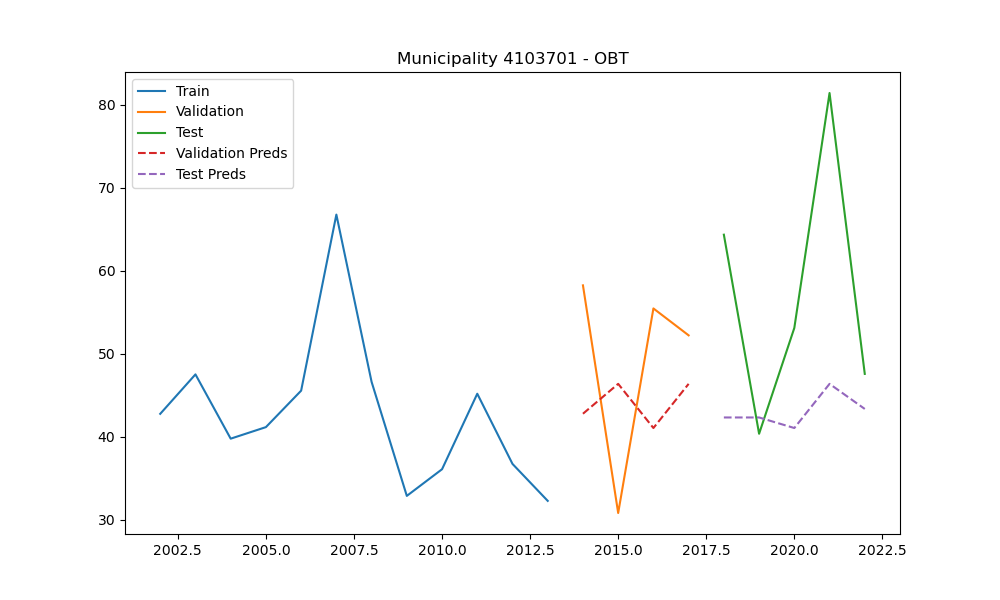 Municipality 4103701 - OBT
Train
Validation
Test
Validation Preds
Test Preds
80
70
60
50
40
30
2002.5 2005.0 2007.5 2010.0 2012.5 2015.0 2017.5 2020.0 2022.5